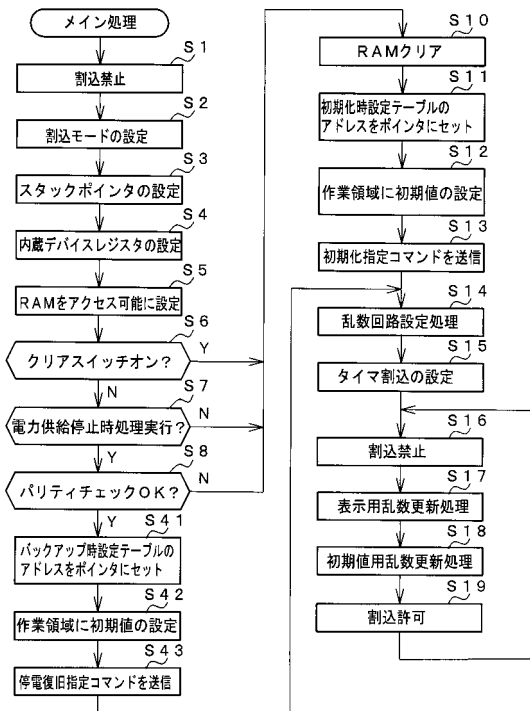 メイン処理
S1
割込禁止
S2
割込モードの設定
S3
スタックポインタの設定
S4
内蔵デバイスレジスタの設定
S5
RAMをアクセス可能に設定
S6
クリアスイッチオン？
Y
N
S7
電力供給停止時処理実行？
N
Y
S8
パリティチェックOK？
N
Y
S41
バックアップ時設定テーブルの
アドレスをポインタにセット
S42
作業領域に初期値の設定
S43
停電復旧指定コマンドを送信
S10
RAMクリア
S11
初期化時設定テーブルの
アドレスをポインタにセット
S12
作業領域に初期値の設定
S13
初期化指定コマンドを送信
S14
乱数回路設定処理
S15
タイマ割込の設定
S16
割込禁止
S17
表示用乱数更新処理
S18
初期値用乱数更新処理
S19
割込許可